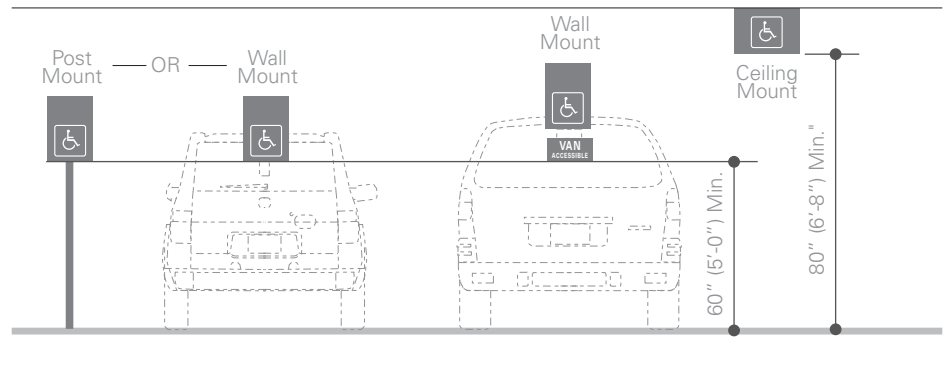 Post
Mount
OR
Wall
Mount
Wall
Mount
VAN
ACCESSIBLE
Ceiling
Mount
60” (5’-0”) Min.
80” (6’-8”) Min."